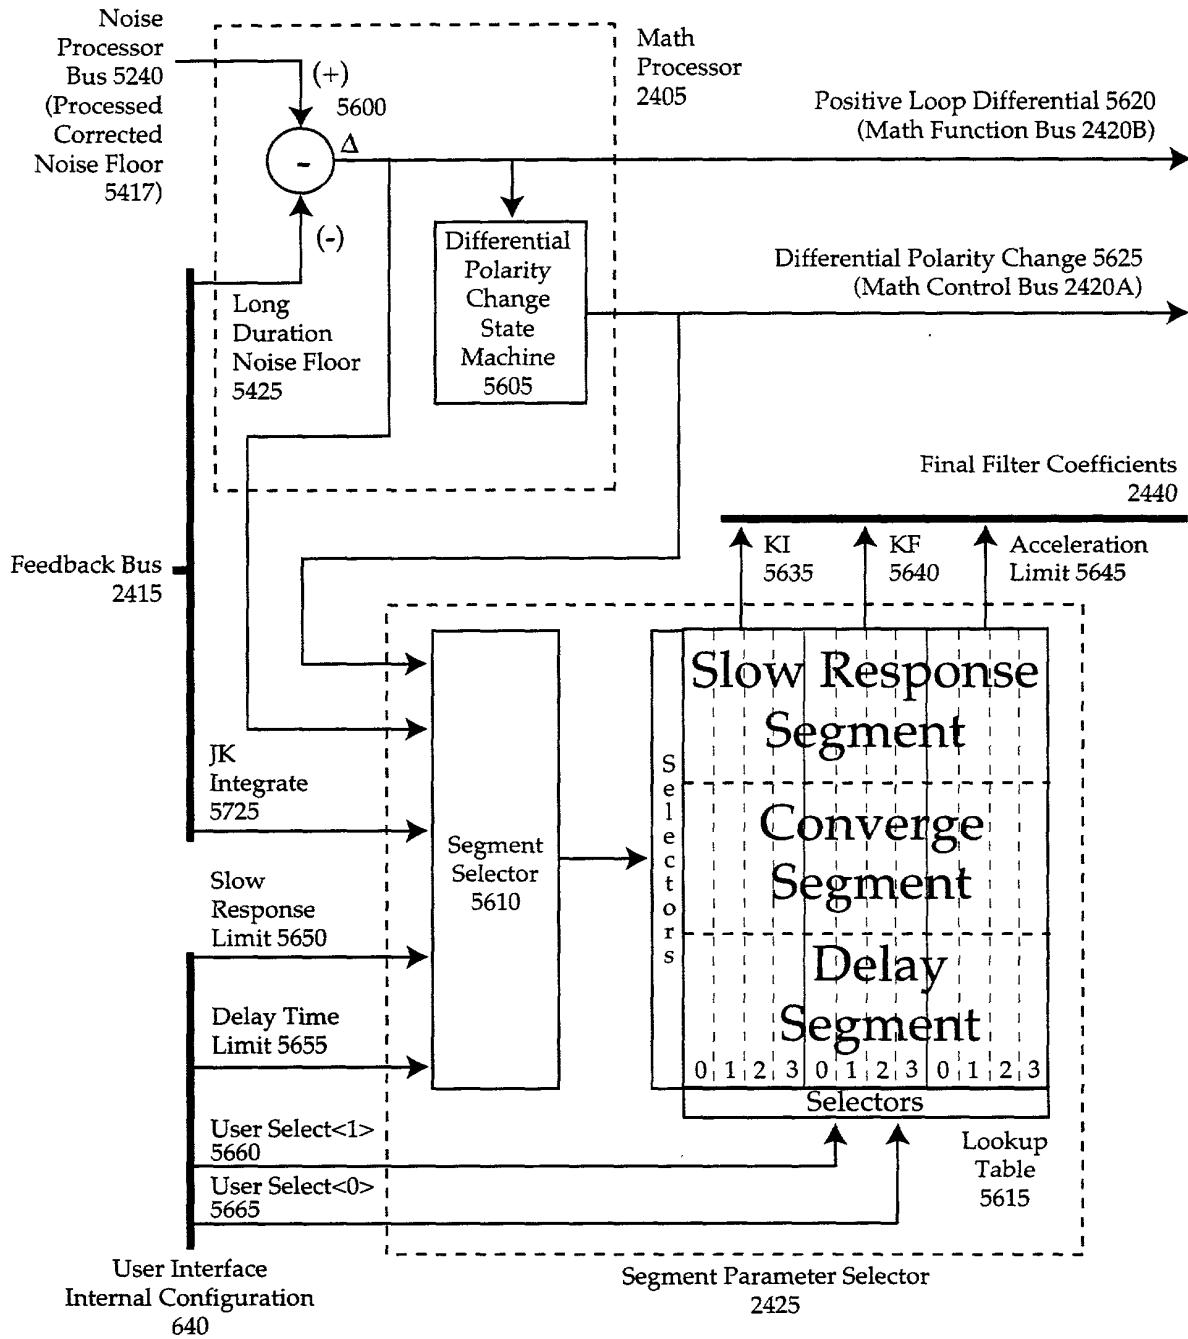 Noise
Processor
Bus 5240
(Processed
Corrected
Noise Floor
5417)
(+)
5600
Δ
-
(-)
Math
Processor
2405
Positive Loop Differential 5620
(Math Function Bus 2420B)
Differential
Polarity
Change
State
Machine
5605
Differential Polarity Change 5625
(Math Control Bus 2420A)
Long
Duration
Noise Floor
5425
Final Filter Coefficients
2440
Feedback Bus
2415
KI
5635
KF
5640
Acceleration
Limit 5645
JK
Integrate
5725
Slow
Response
Limit 5650
Delay Time
Limit 5655
Segment
Selector
5610
Selectors
Slow Response
Segment
Converge
Segment
Delay
Segment
0 1 2 3 0 1 2 3 0 1 2 3
Selectors
User Select<1>
5660
User Select<0>
5665
Lookup
Table
5615
User Interface
Internal Configuration
640
Segment Parameter Selector
2425